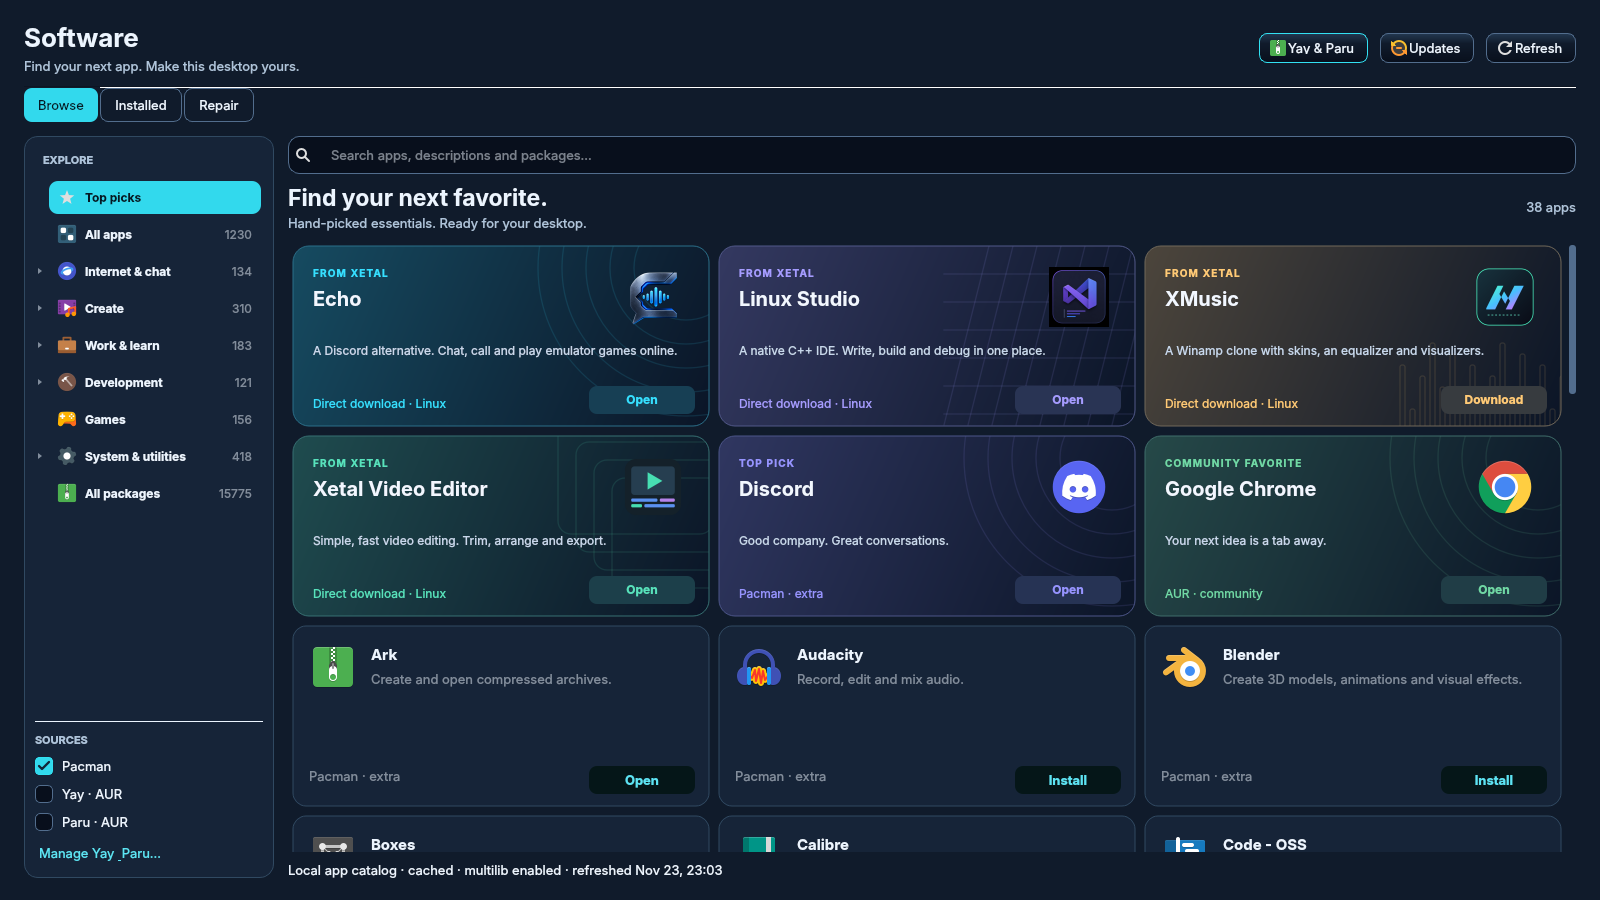 Software
Find your next app. Make this desktop yours.
Yay & Paru
Updates
Refresh
Browse
Installed
Repair
EXPLORE
Top picks
All apps 1230
Internet & chat 134
Create 310
Work & learn 183
Development 121
Games 156
System & utilities 418
All packages 15775
SOURCES
Pacman
Yay · AUR
Paru · AUR
Manage Yay _Paru...
Search apps, descriptions and packages...
Find your next favorite.
Hand-picked essentials. Ready for your desktop.
38 apps
FROM XETAL
Echo
A Discord alternative. Chat, call and play emulator games online.
Direct download · Linux
Open
FROM XETAL
Linux Studio
A native C++ IDE. Write, build and debug in one place.
Direct download · Linux
Open
FROM XETAL
XMusic
A Winamp clone with skins, an equalizer and visualizers.
Direct download · Linux
Download
FROM XETAL
Xetal Video Editor
Simple, fast video editing. Trim, arrange and export.
Direct download · Linux
Open
TOP PICK
Discord
Good company. Great conversations.
Pacman · extra
Open
COMMUNITY FAVORITE
Google Chrome
Your next idea is a tab away.
AUR · community
Open
Ark
Create and open compressed archives.
Pacman · extra
Open
Audacity
Record, edit and mix audio.
Pacman · extra
Install
Blender
Create 3D models, animations and visual effects.
Pacman · extra
Install
Boxes
Calibre
Code - OSS
Local app catalog · cached · multilib enabled · refreshed Nov 23, 23:03